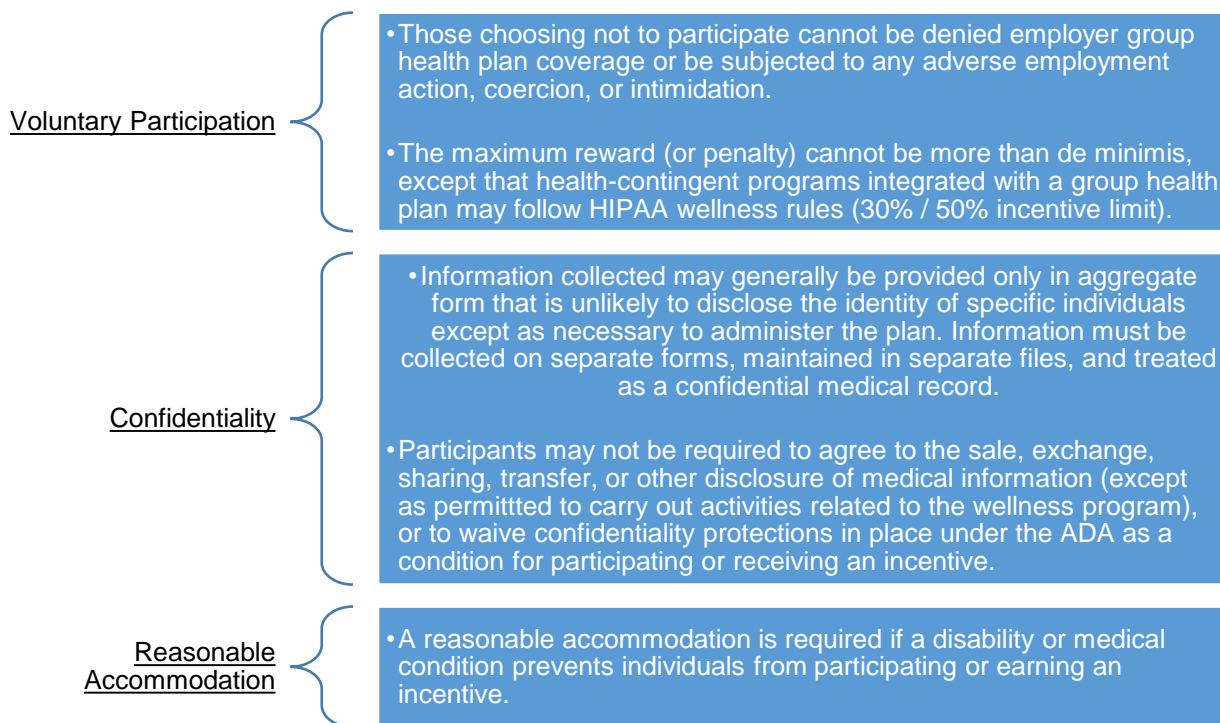 Voluntary Participation
•Those choosing not to participate cannot be denied employer group
health plan coverage or be subjected to any adverse employment
action, coercion, or intimidation.
•The maximum reward (or penalty) cannot be more than de minimis,
except that health-contingent programs integrated with a group health
plan may follow HIPAA wellness rules (30% / 50% incentive limit).
Confidentiality
•Information collected may generally be provided only in aggregate
form that is unlikely to disclose the identity of specific individuals
except as necessary to administer the plan. Information must be
collected on separate forms, maintained in separate files, and treated
as a confidential medical record.
•Participants may not be required to agree to the sale, exchange,
sharing, transfer, or other disclosure of medical information (except
as permittted to carry out activities related to the wellness program),
or to waive confidentiality protections in place under the ADA as a
condition for participating or receiving an incentive.
Reasonable
Accommodation
•A reasonable accommodation is required if a disability or medical
condition prevents individuals from participating or earning an
incentive.